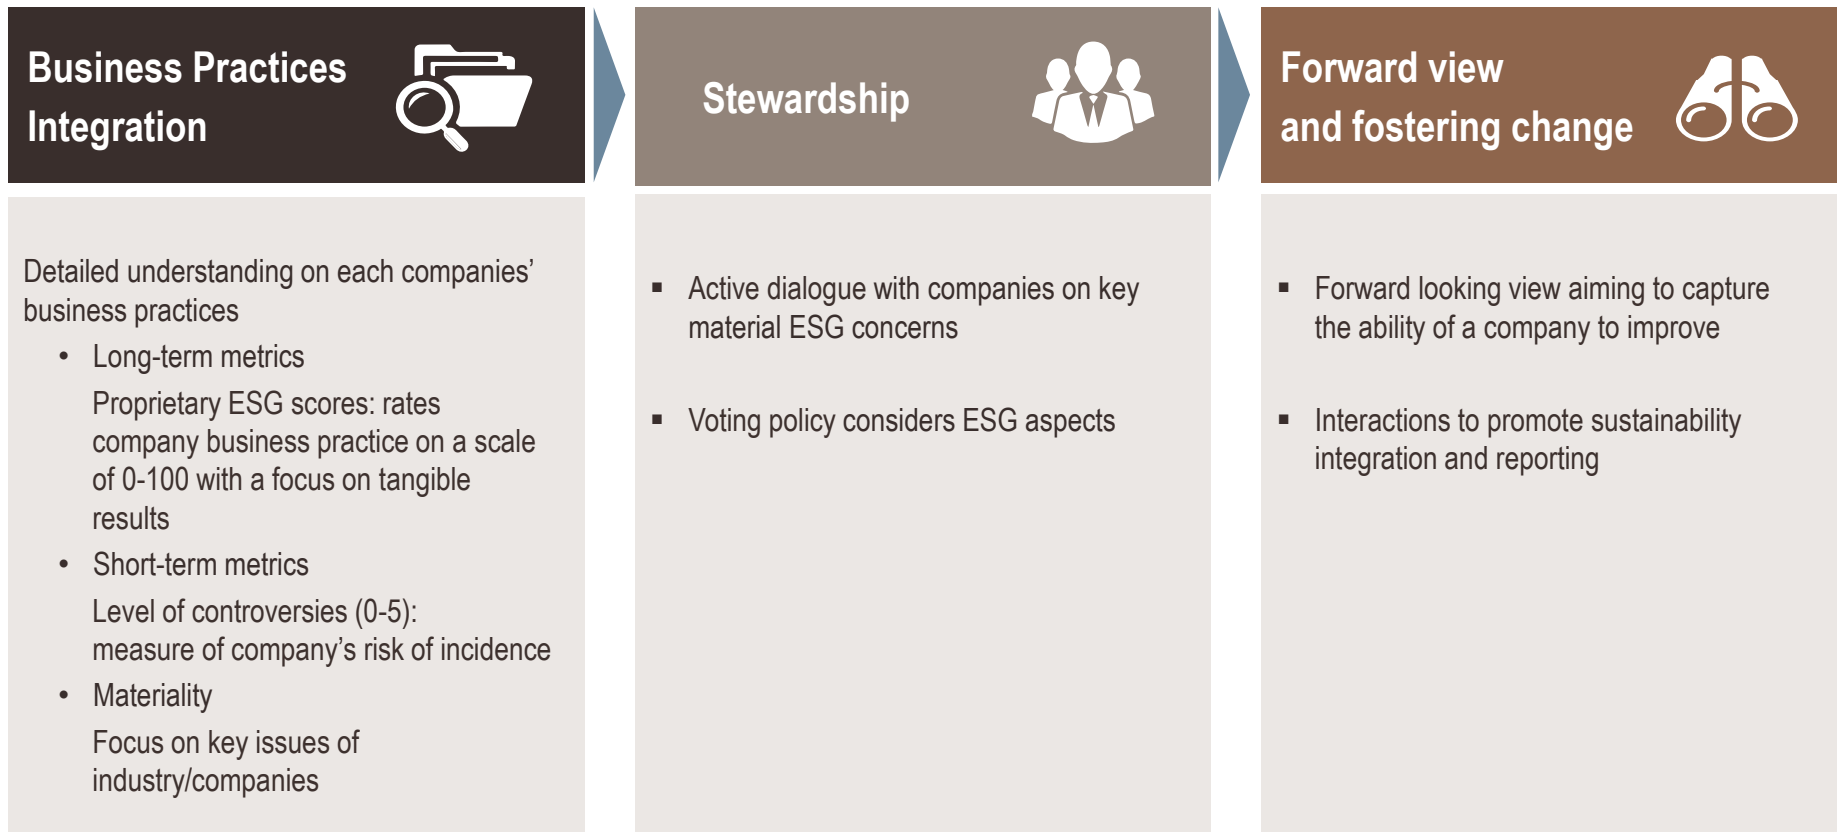 Business Practices
Integration
Detailed understanding on each companies’
business practices
• Long-term metrics
Proprietary ESG scores: rates
company business practice on a scale
of 0-100 with a focus on tangible
results
• Short-term metrics
Level of controversies (0-5):
measure of company’s risk of incidence
• Materiality
Focus on key issues of
industry/companies
Stewardship
▪ Active dialogue with companies on key
material ESG concerns
▪ Voting policy considers ESG aspects
Forward view
and fostering change
▪ Forward looking view aiming to capture
the ability of a company to improve
▪ Interactions to promote sustainability
integration and reporting